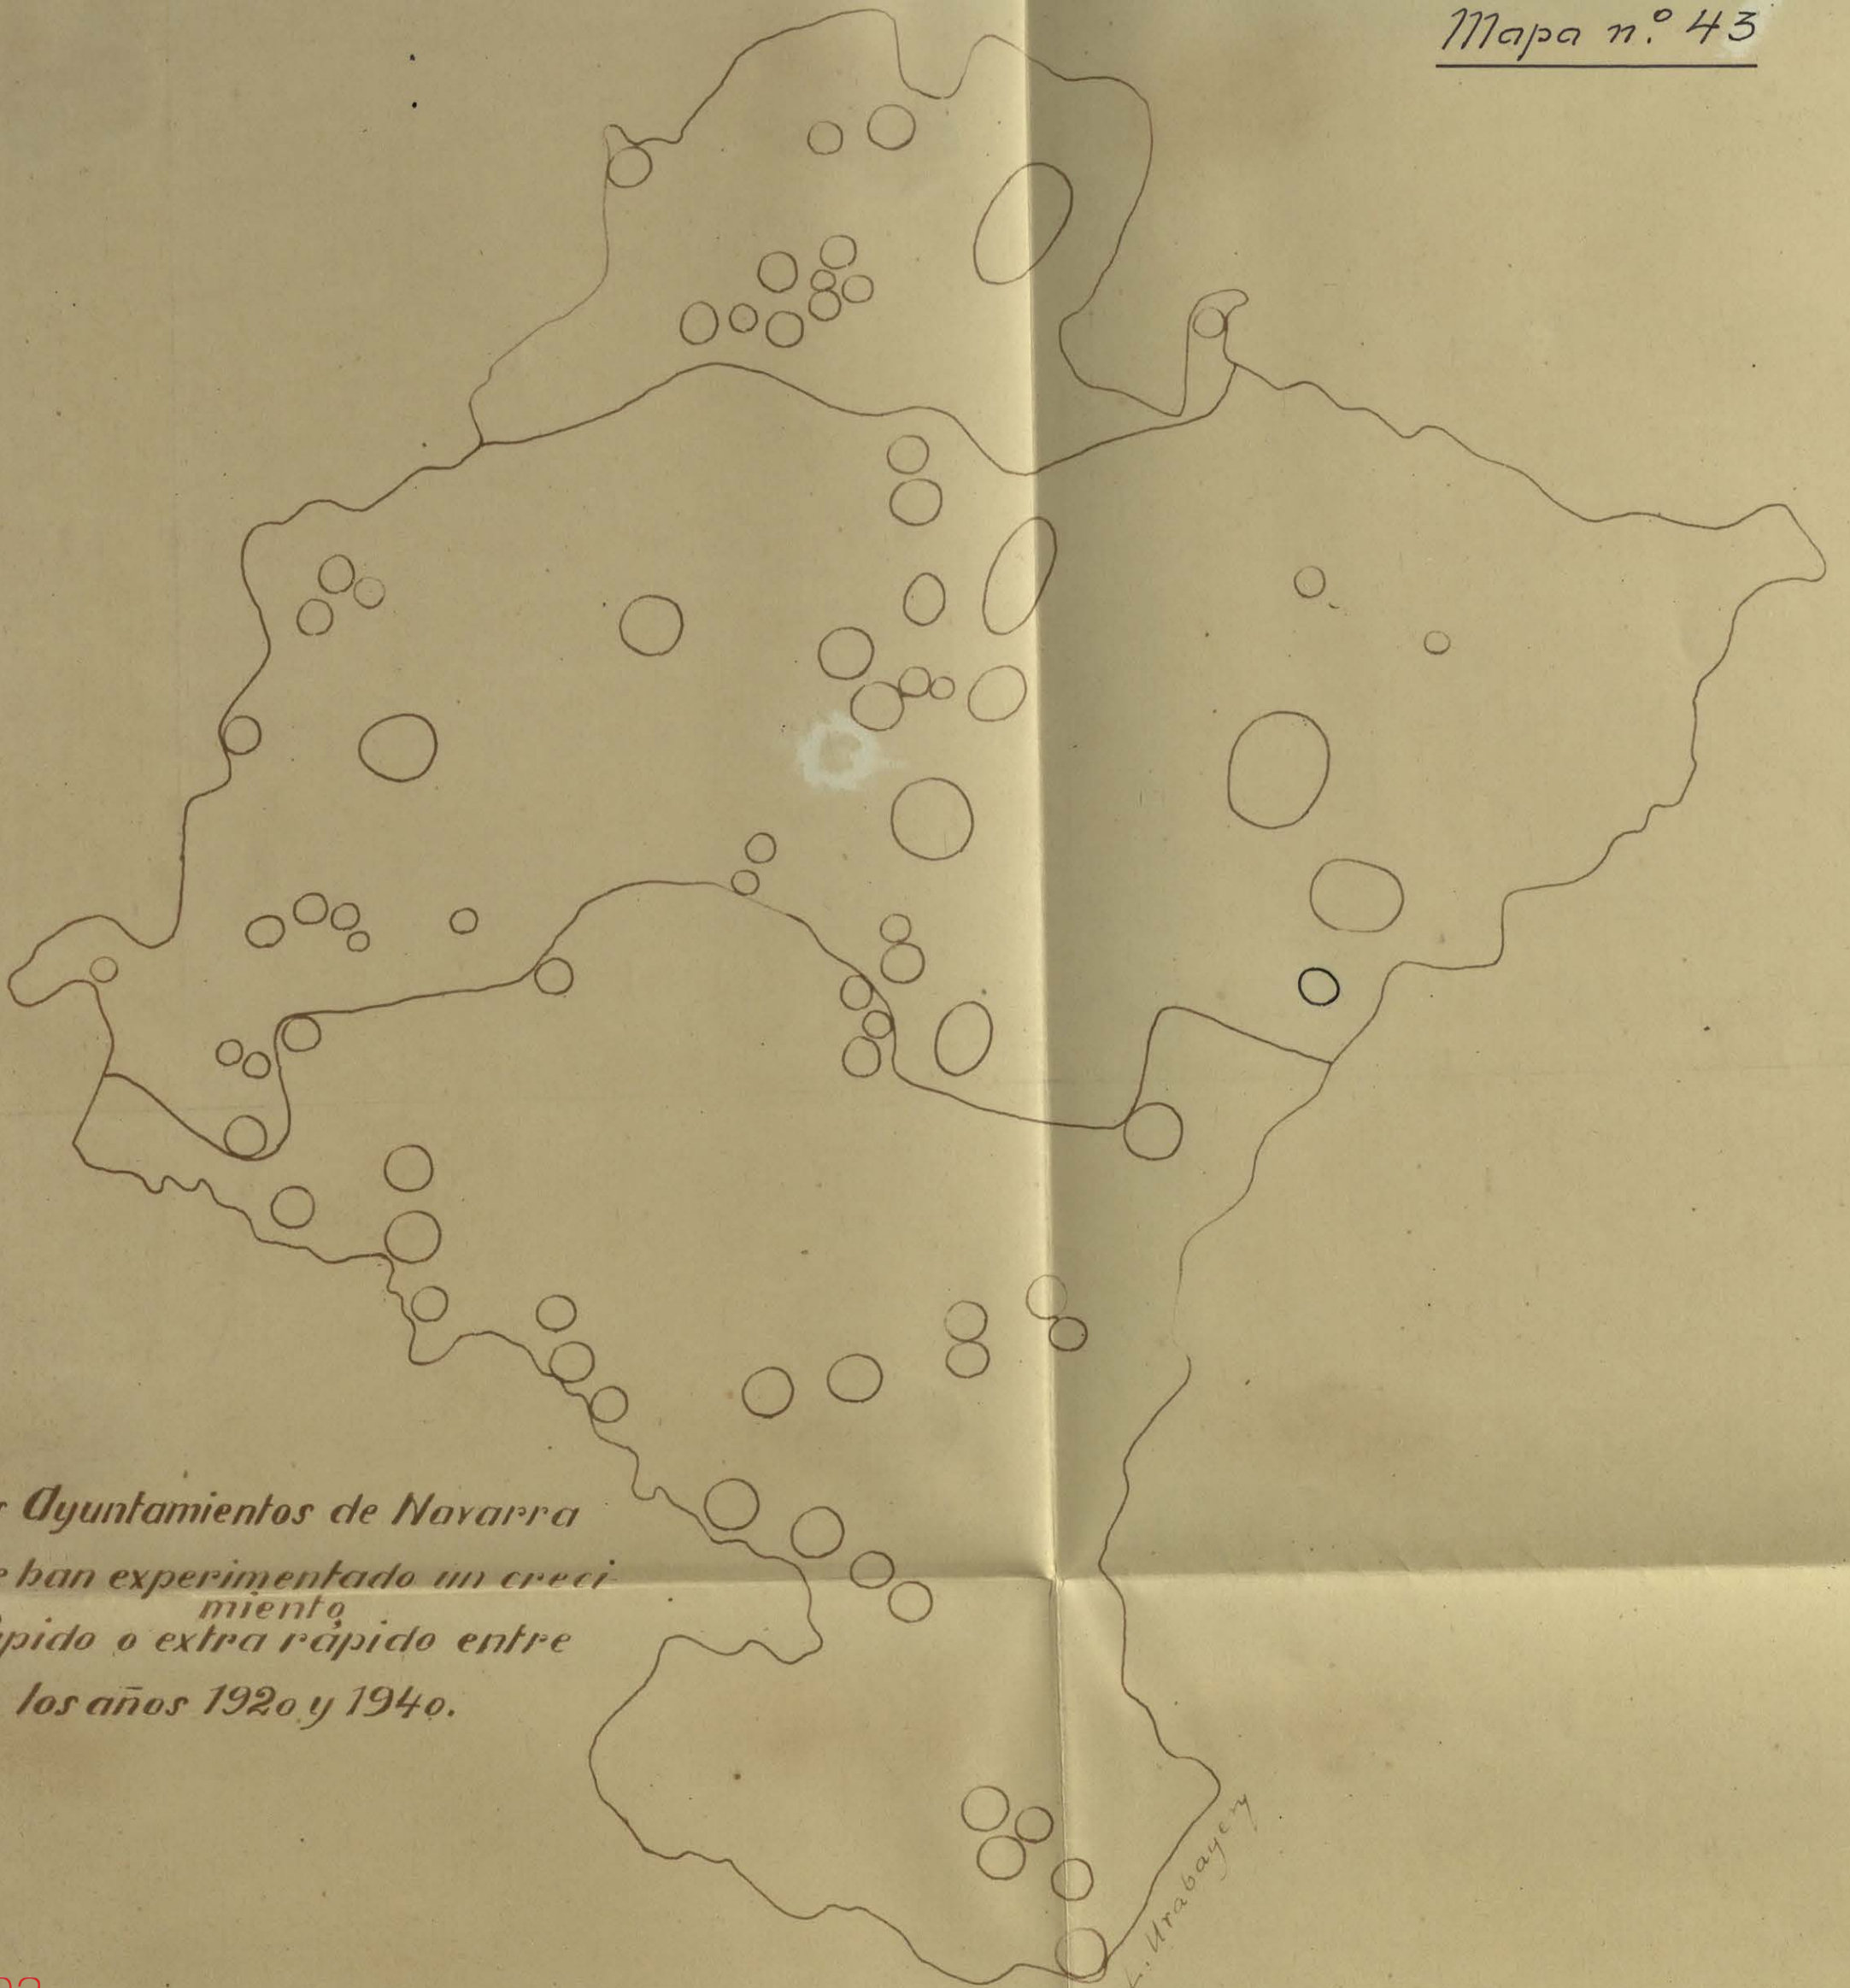 Mapa n.º 43
Ayuntamientos de Navarra
han experimentado un creci-
miento
pido o extra rápido entre
los años 1920 y 1940.
L. Urabayen